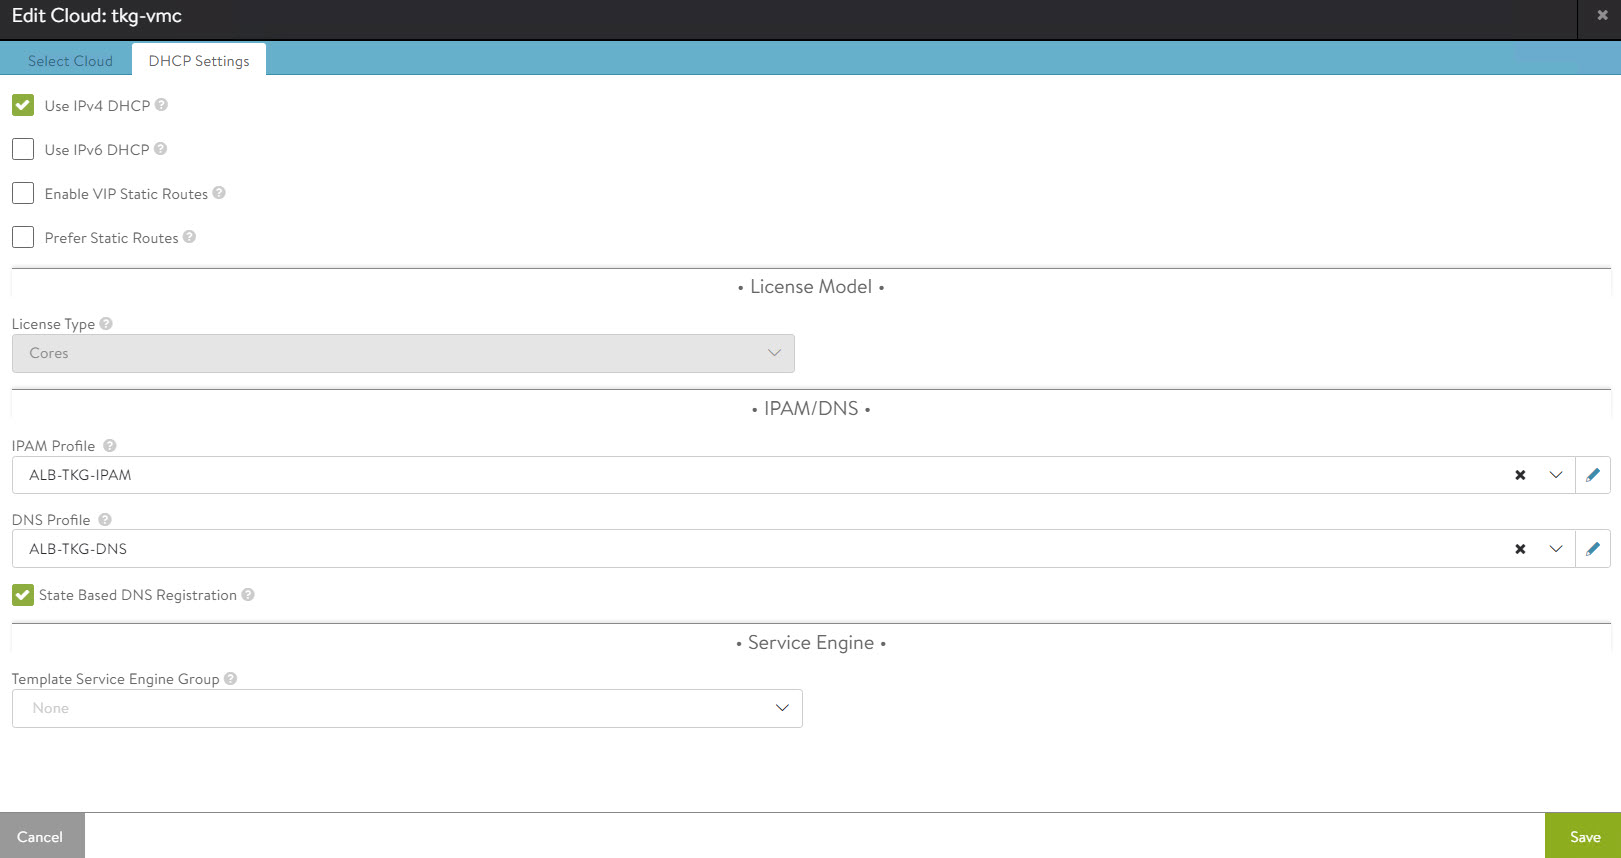 Edit Cloud: tkg-vmc
Select Cloud
DHCP Settings
Use IPv4 DHCP
Use IPv6 DHCP
Enable VIP Static Routes
Prefer Static Routes
• License Model •
License Type
Cores
• IPAM/DNS •
IPAM Profile
ALB-TKG-IPAM
DNS Profile
ALB-TKG-DNS
State Based DNS Registration
• Service Engine •
Template Service Engine Group
None
Cancel
Save